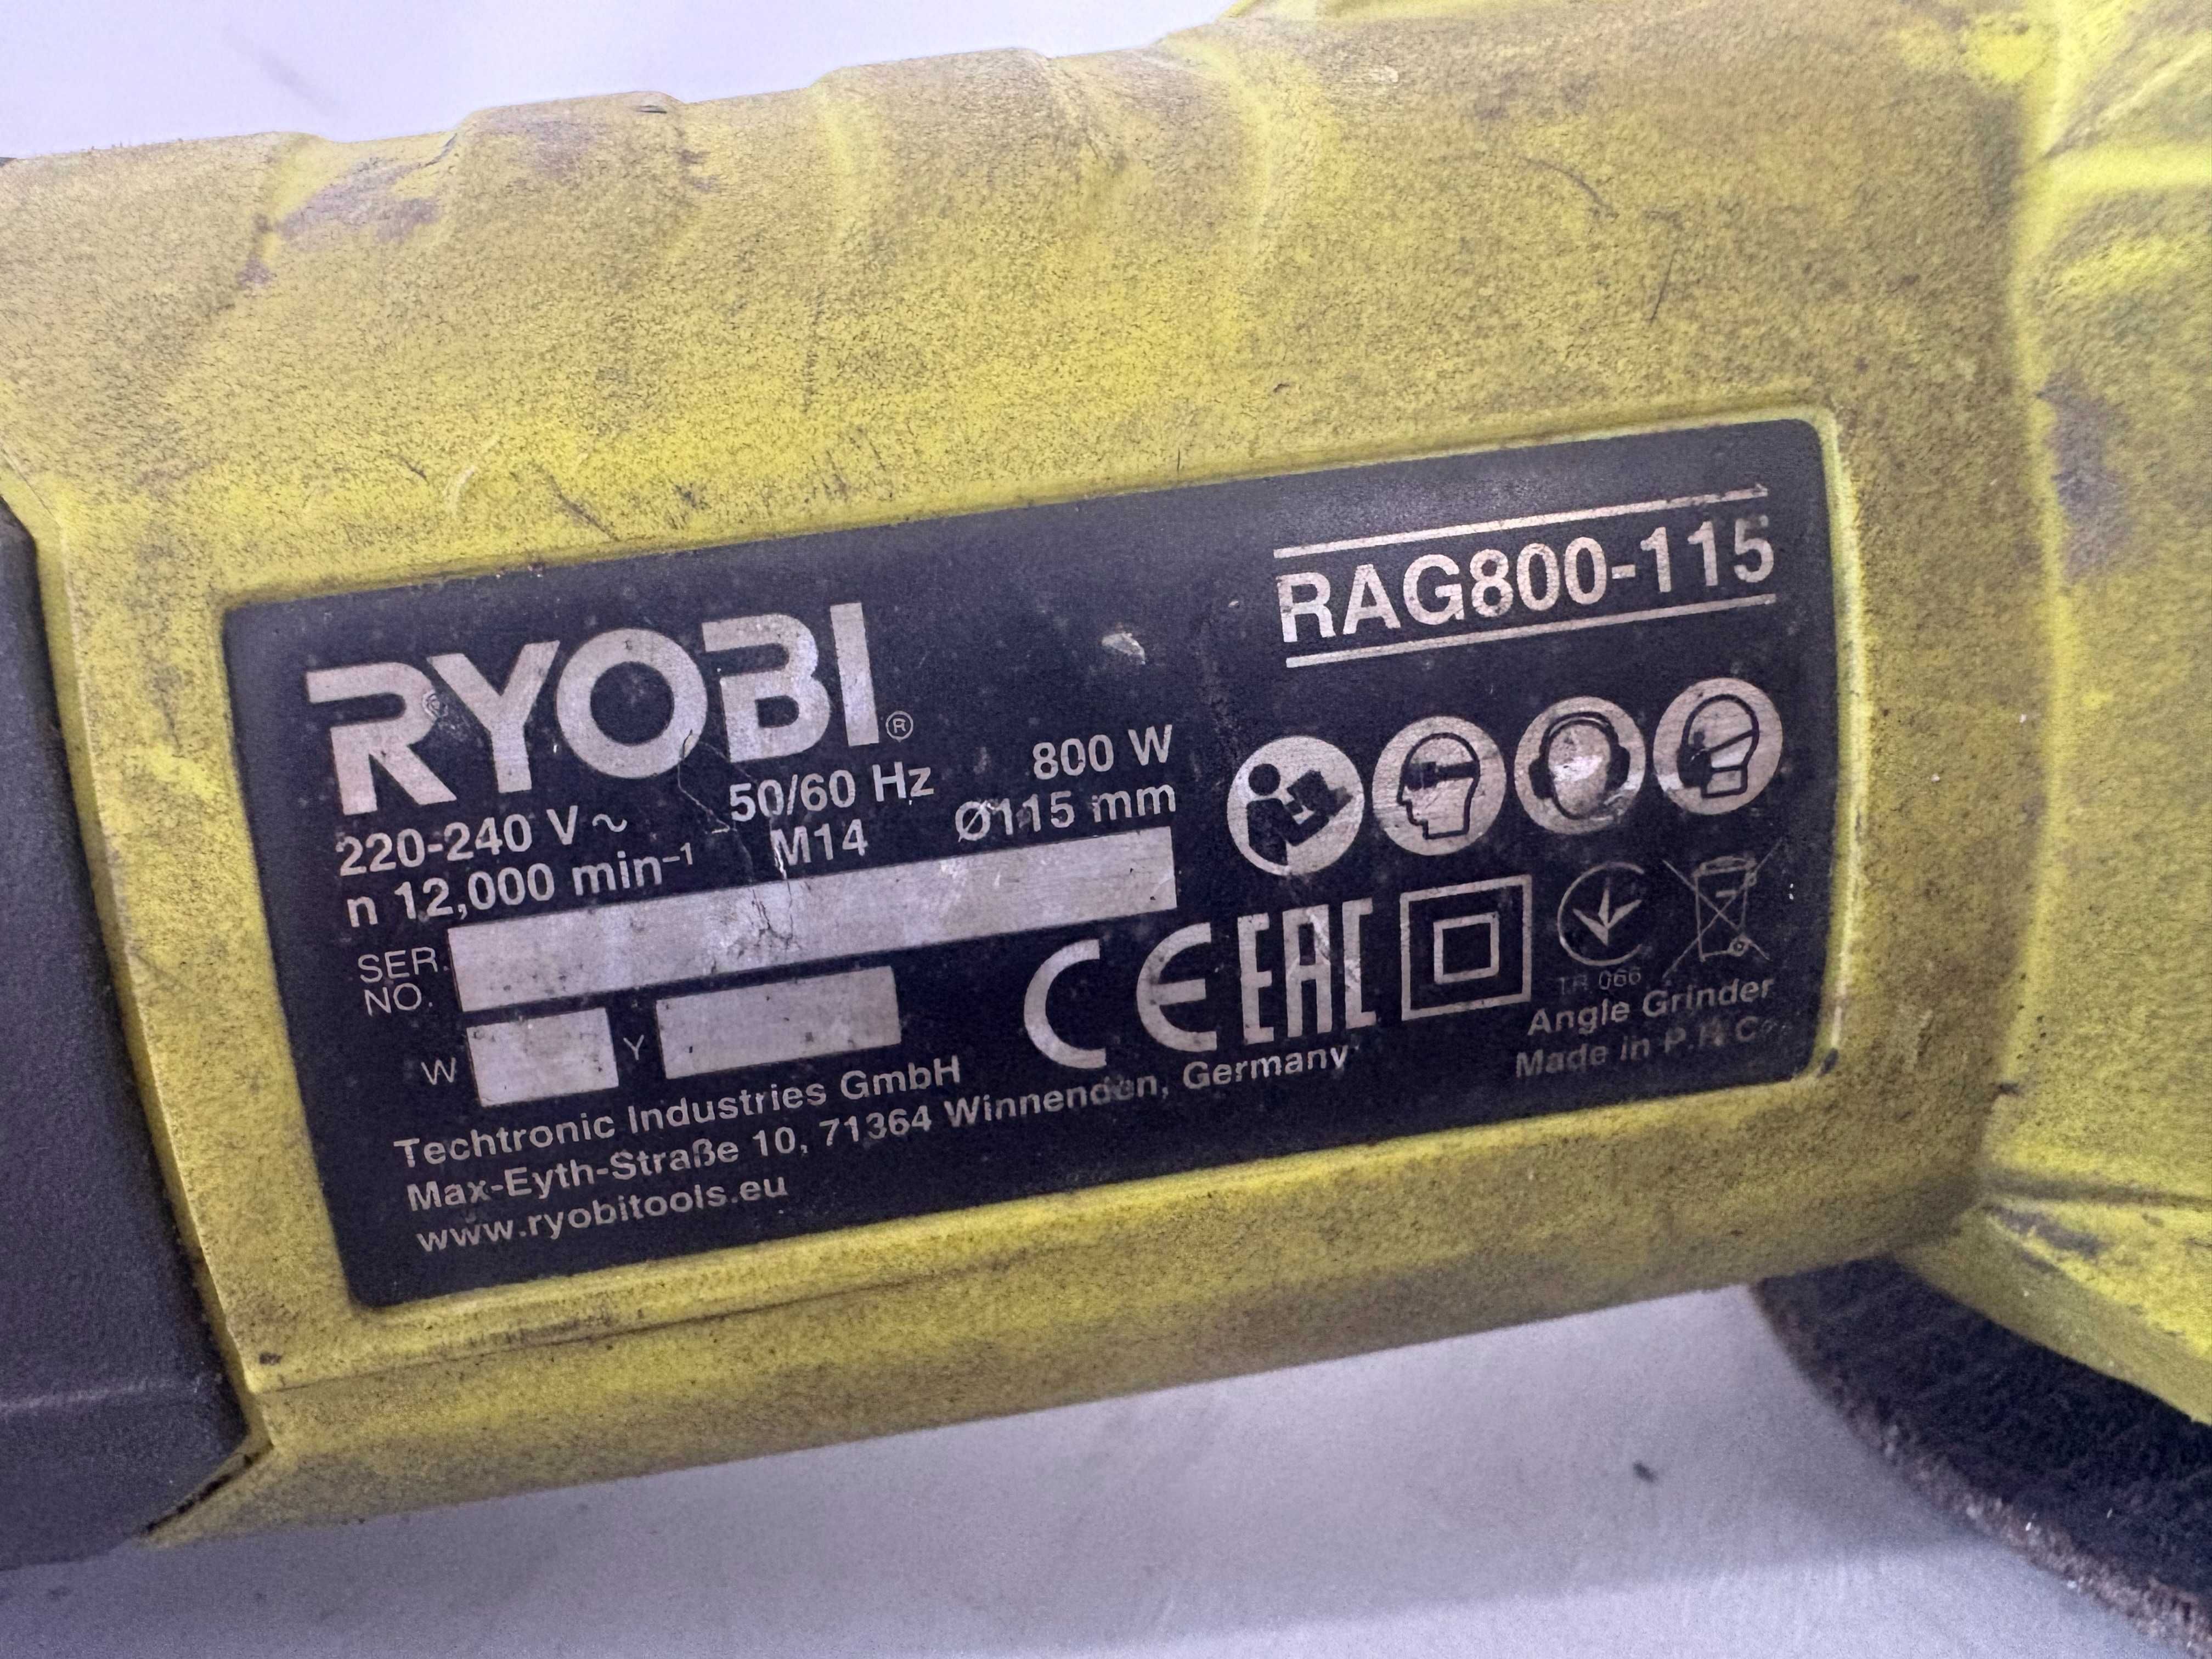 RAG800-115
RYOBI®
220-240 V~ 50/60 Hz 800 W
n 12,000 min⁻¹ M14 Ø115 mm
SER.
NO.
W Y
CE EAC
TR 066
Angle Grinder
Made in P.R.C.
Techtronic Industries GmbH
Max-Eyth-Straße 10, 71364 Winnenden, Germany
www.ryobitools.eu